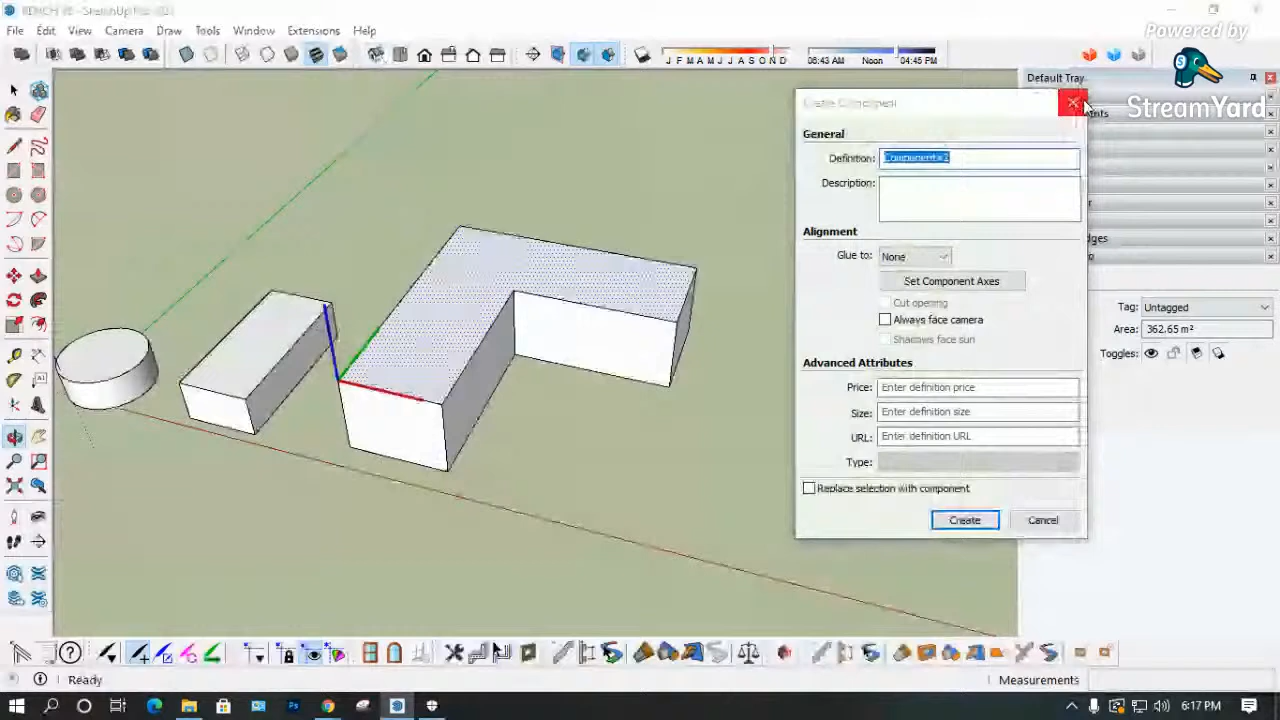 Powered by
StreamYard
File Edit View Camera Draw Tools Window Extensions Help
J F M A M J J A S O N D
06:43 AM Noon 04:45 PM
Default Tray
Create Component
General
Definition:
Description:
Alignment
Glue to: None
Set Component Axes
Cut opening
Always face camera
Shadows face sun
Advanced Attributes
Price: Enter definition price
Size: Enter definition size
URL: Enter definition URL
Type:
Replace selection with component
Create Cancel
Tag: Untagged
Area: 362.65 m²
Toggles:
Ready
Measurements
6:17 PM